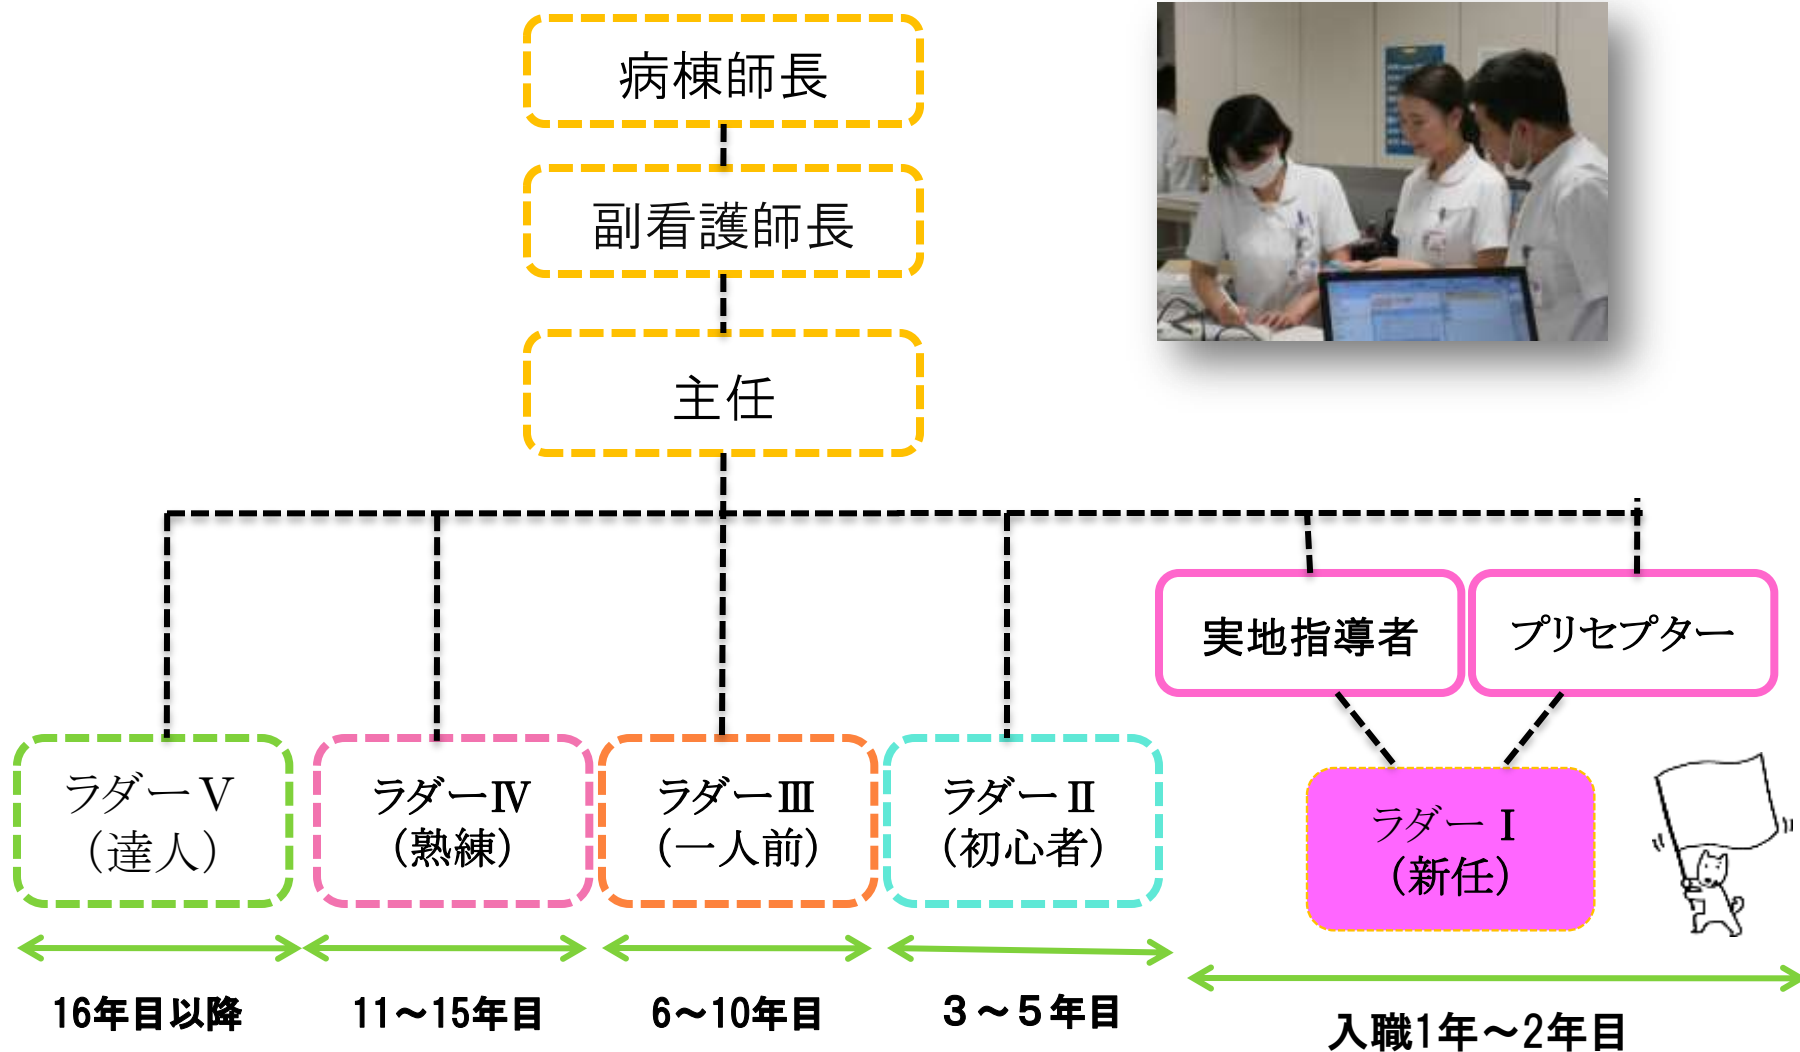 病棟師長
副看護師長
主任
実地指導者
プリセプター
ラダーⅤ
（達人）
ラダーⅣ
（熟練）
ラダーⅢ
（一人前）
ラダーⅡ
（初心者）
ラダーⅠ
（新任）
16年目以降
11～15年目
6～10年目
３～５年目
入職1年～2年目